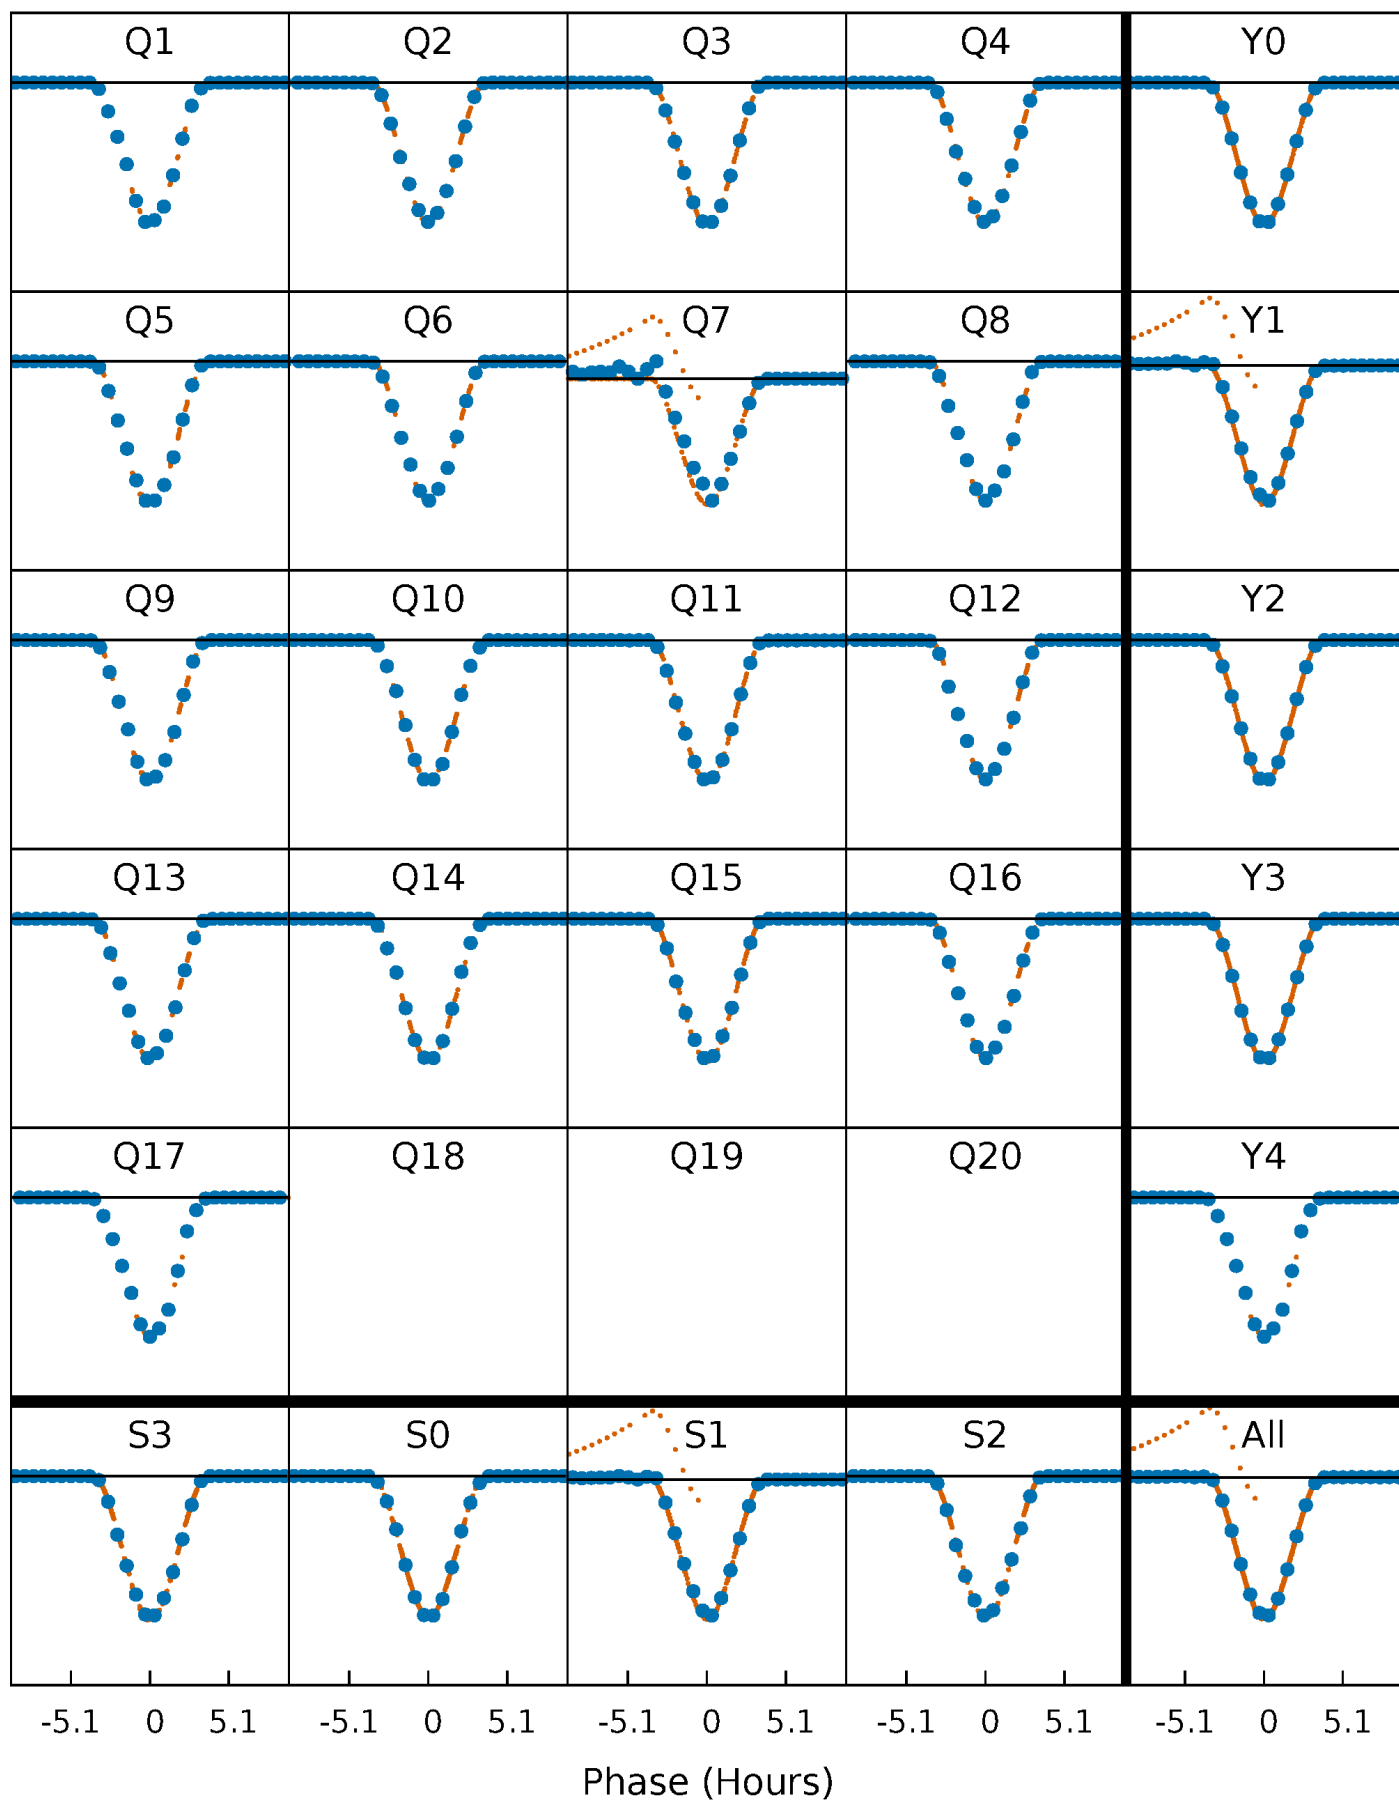 Q1 Q2 Q3 Q4 Y0
Q5 Q6 Q7 Q8 Y1
Q9 Q10 Q11 Q12 Y2
Q13 Q14 Q15 Q16 Y3
Q17 Q18 Q19 Q20 Y4
S3 S0 S1 S2 All
-5.1 0 5.1 -5.1 0 5.1 -5.1 0 5.1 -5.1 0 5.1 -5.1 0 5.1
Phase (Hours)